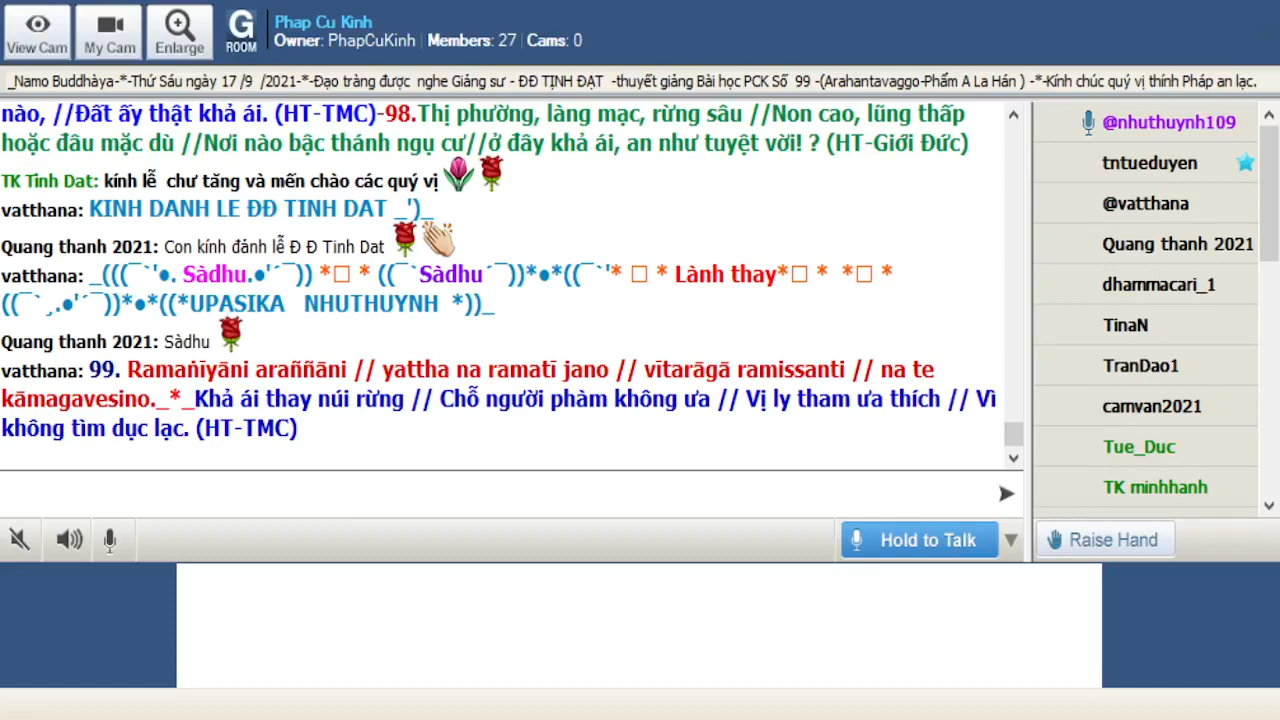 View Cam
My Cam
Enlarge
G
ROOM
Phap Cu Kinh
Owner: PhapCuKinh | Members: 27 | Cams: 0
_Namo Buddhàya-*-Thứ Sáu ngày 17 /9 /2021-*-Đạo tràng được nghe Giảng sư - ĐĐ TỊNH ĐẠT -thuyết giảng Bài học PCK Số 99 -(Arahantavaggo-Phẩm A La Hán ) -*-Kính chúc quý vị thính Pháp an lạc.
nào, //Đất ấy thật khả ái. (HT-TMC)-98.Thị phường, làng mạc, rừng sâu //Non cao, lũng thấp
hoặc đâu mặc dù //Nơi nào bậc thánh ngụ cư//ở đây khả ái, an như tuyệt vời! ? (HT-Giới Đức)
TK Tinh Dat: kính lễ chư tăng và mến chào các quý vị
vatthana: KINH DANH LE ĐĐ TINH DAT _')_
Quang thanh 2021: Con kính đảnh lễ Đ Đ Tinh Dat
vatthana: _(((¯`'●. Sàdhu.●'´¯)) *□ * ((¯`Sàdhu´¯))*●*((¯`'* □ * Lành thay*□ * *□ *
((¯`¸.●'´¯))*●*((*UPASIKA NHUTHUYNH *))_
Quang thanh 2021: Sàdhu
vatthana: 99. Ramaṅīyāni araññāni // yattha na ramatī jano // vītarāgā ramissanti // na te
kāmagavesino._*_Khả ái thay núi rừng // Chỗ người phàm không ưa // Vị ly tham ưa thích // Vì
không tìm dục lạc. (HT-TMC)
@nhuthuynh109
tntueduyen
@vatthana
Quang thanh 2021
dhammacari_1
TinaN
TranDao1
camvan2021
Tue_Duc
TK minhhanh
Hold to Talk
Raise Hand